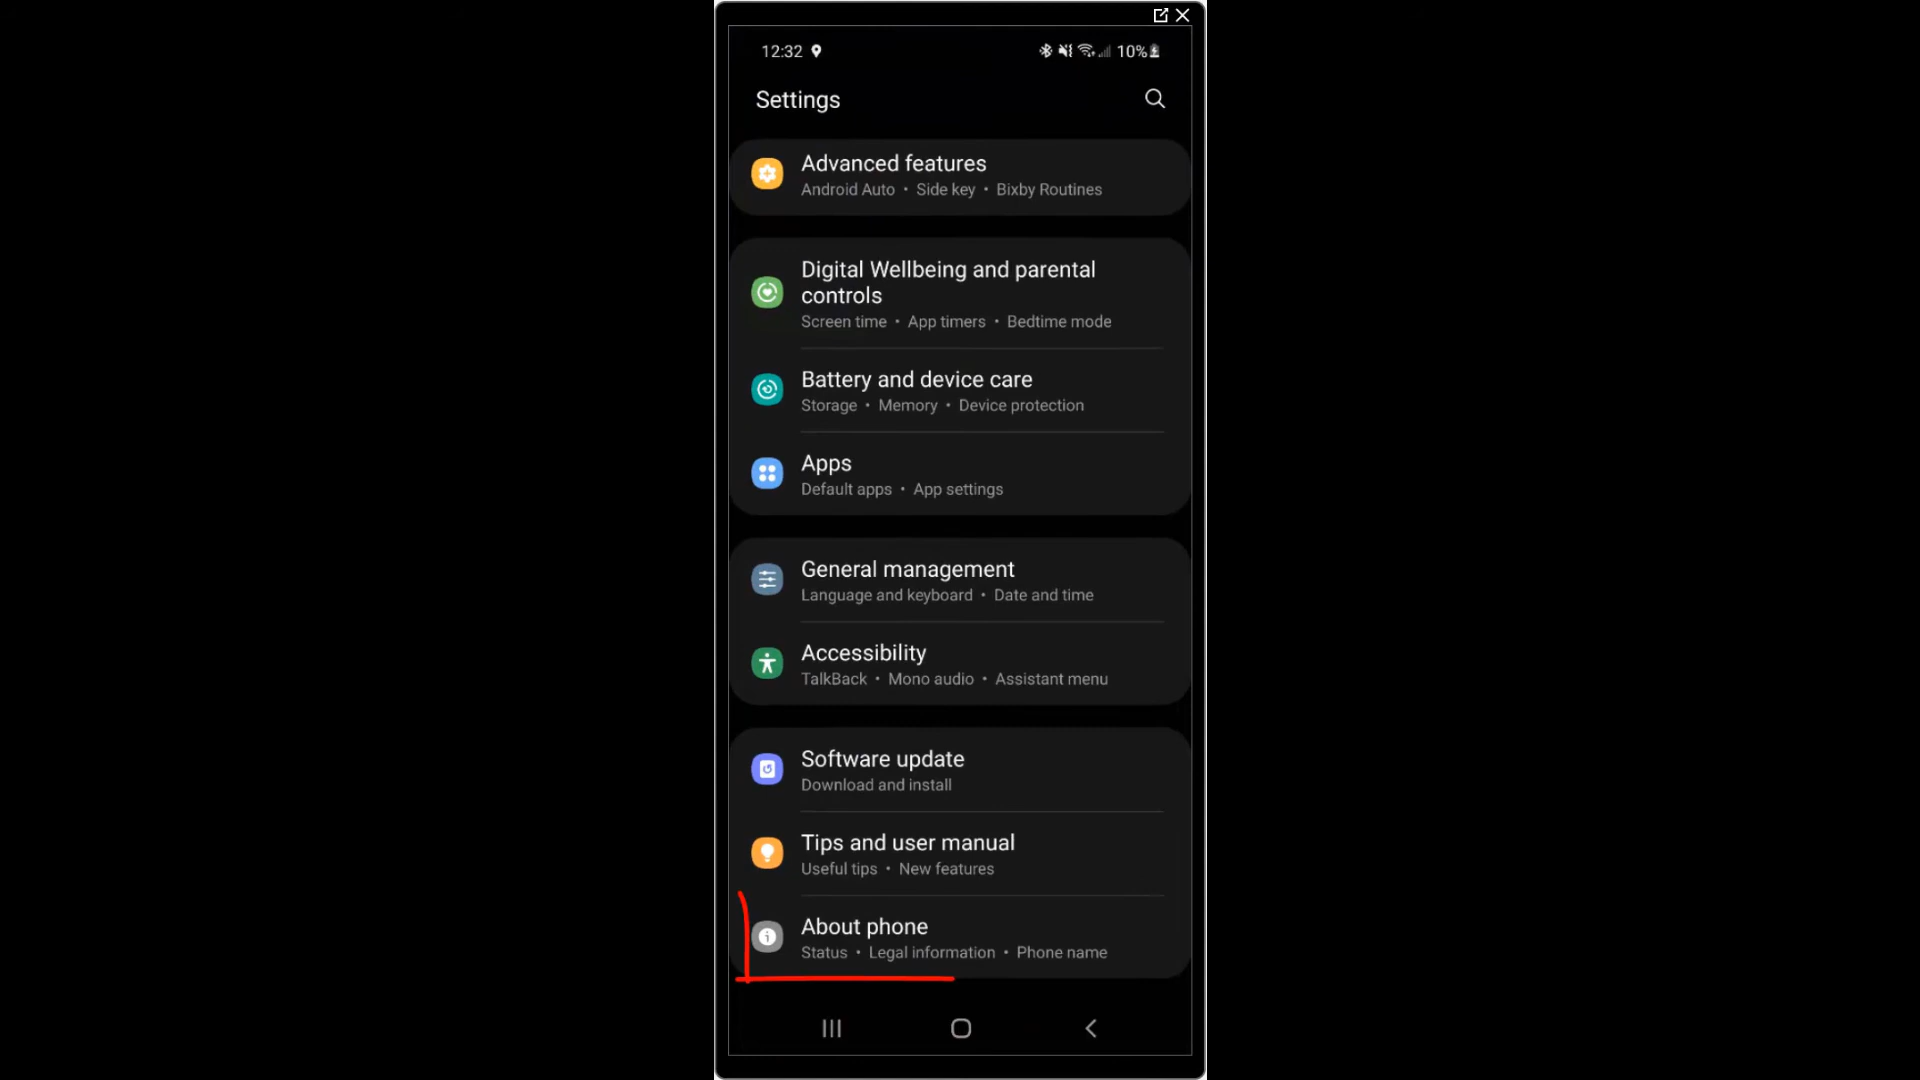 12:32
10%
Settings
Advanced features
Android Auto • Side key • Bixby Routines
Digital Wellbeing and parental
controls
Screen time • App timers • Bedtime mode
Battery and device care
Storage • Memory • Device protection
Apps
Default apps • App settings
General management
Language and keyboard • Date and time
Accessibility
TalkBack • Mono audio • Assistant menu
Software update
Download and install
Tips and user manual
Useful tips • New features
About phone
Status • Legal information • Phone name